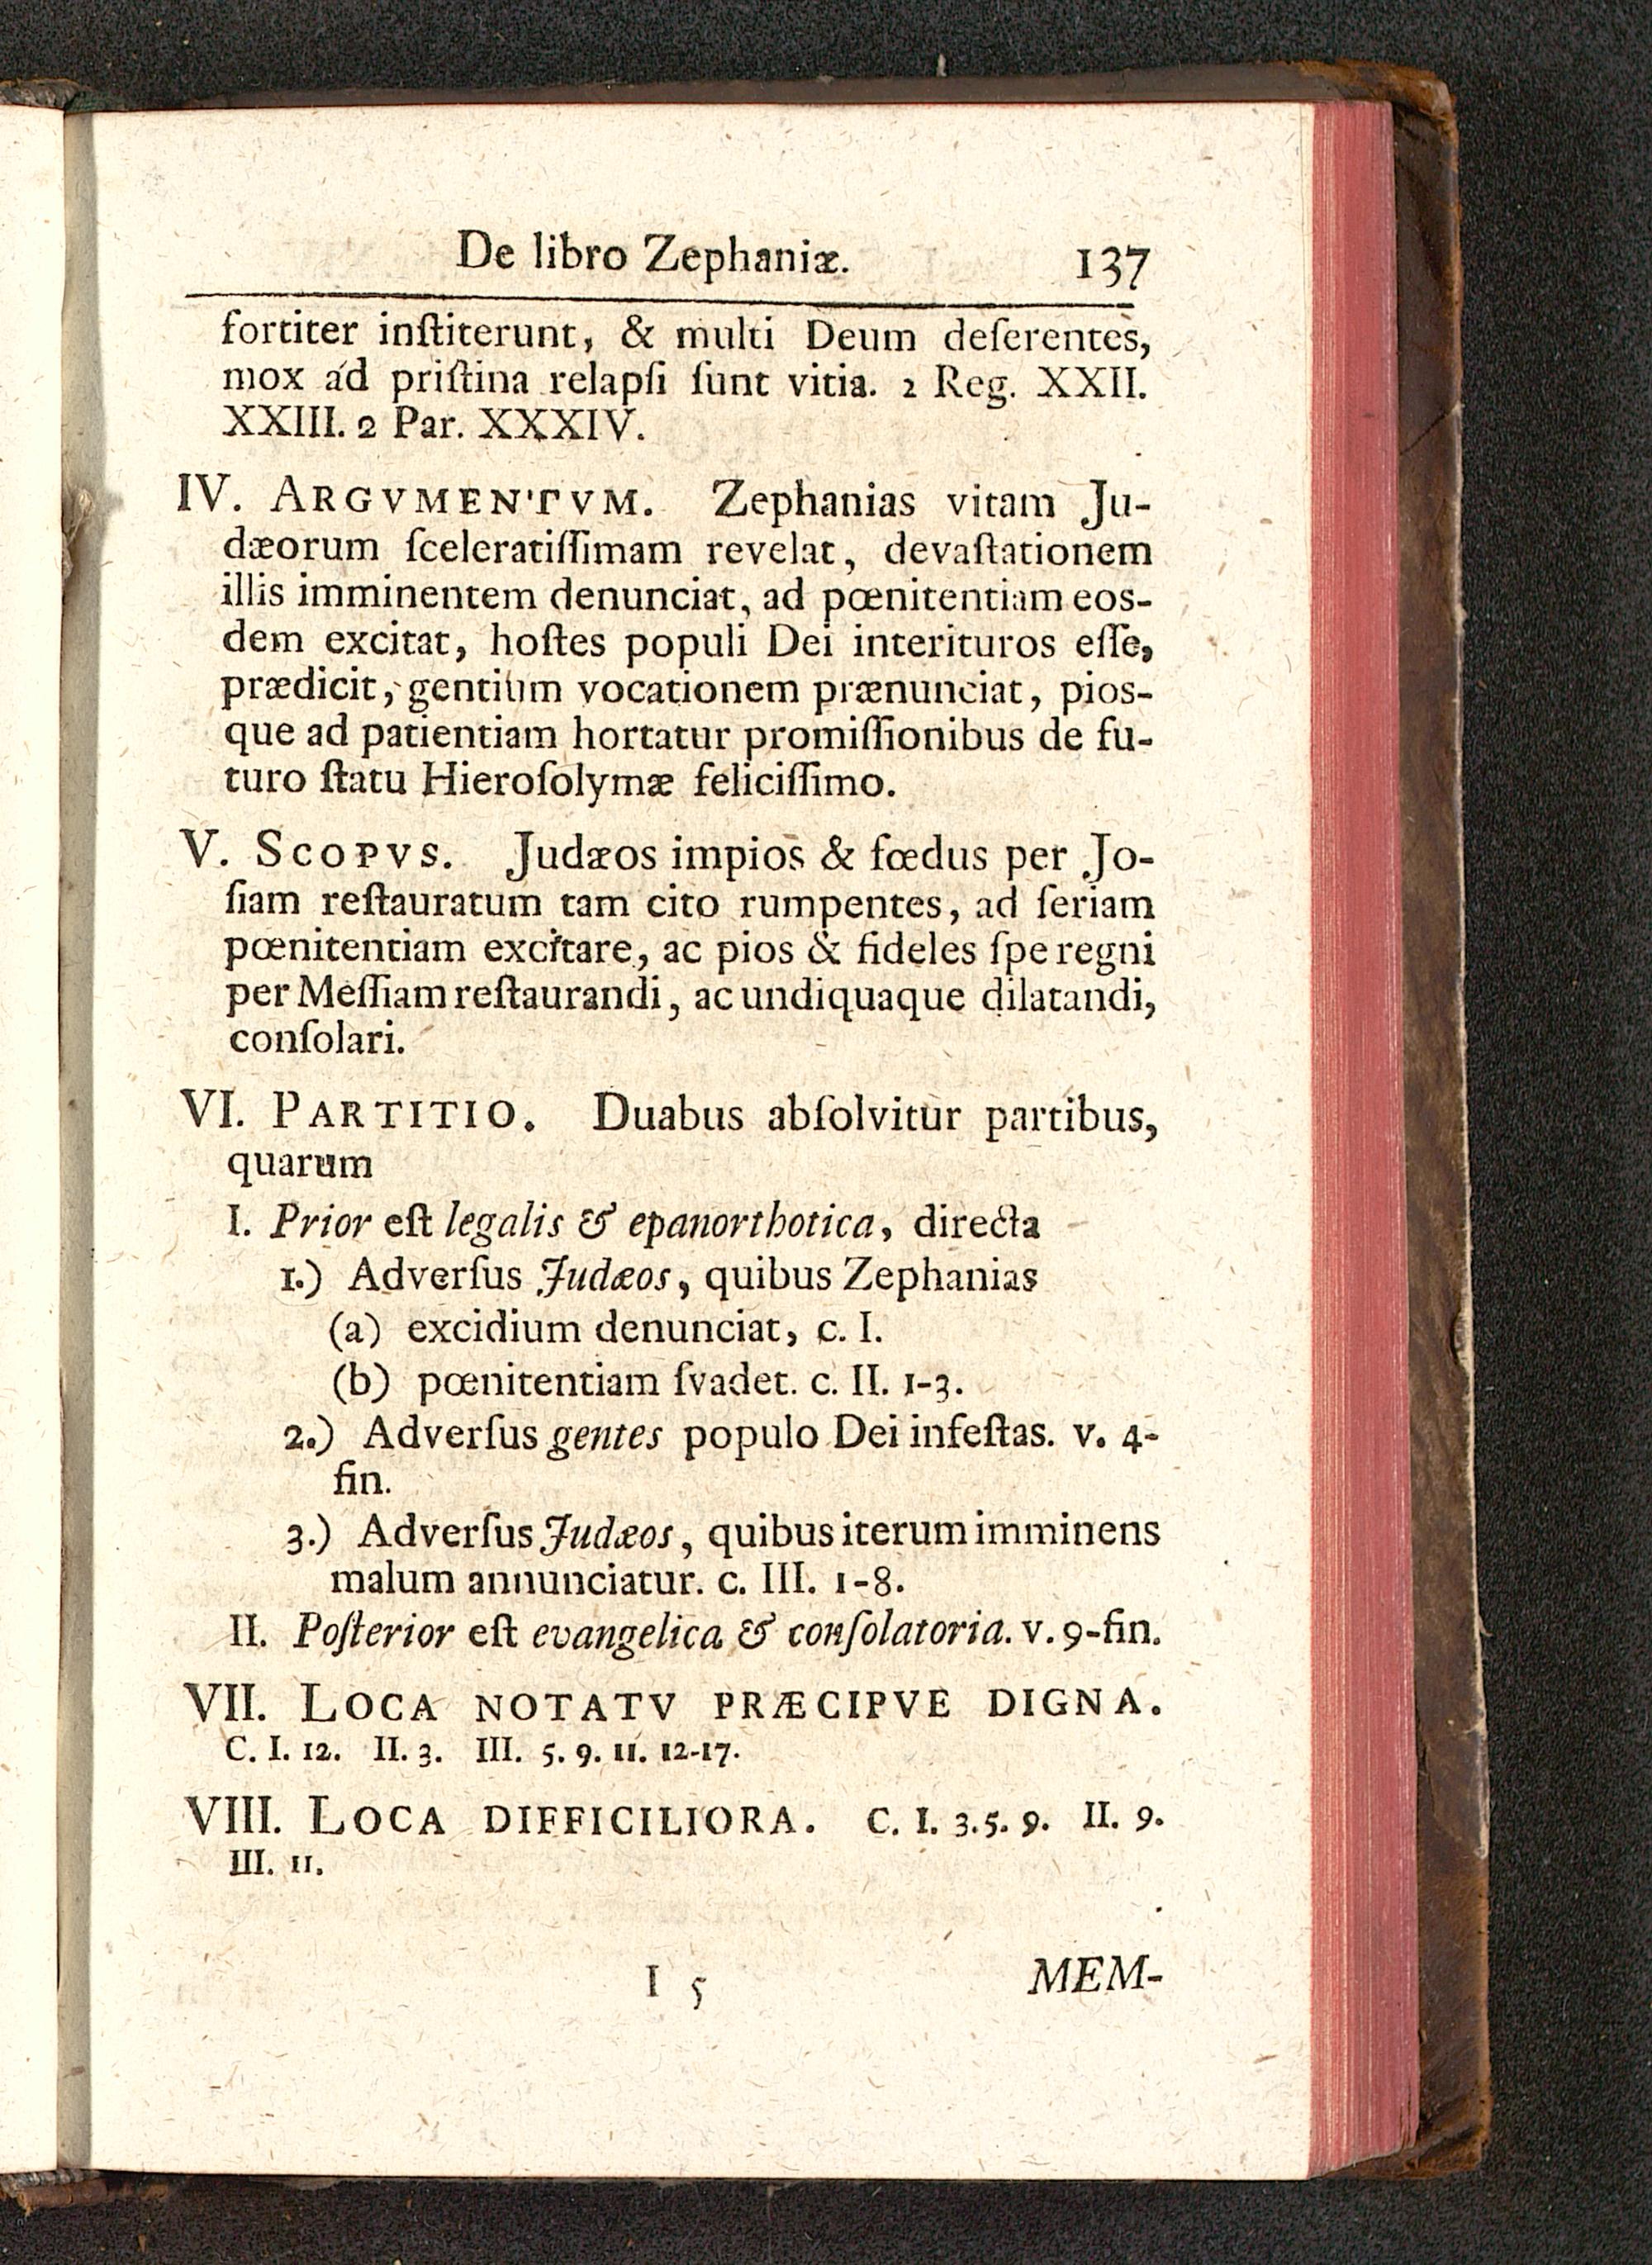 De libro Zephaniæ. 137
fortiter inſtiterunt, & multi Deum deſerentes,
mox ad priſtina relapſi ſunt vitia. 2 Reg. XXII.
XXIII. 2 Par. XXXIV.
IV. ARGVMENTVM. Zephanias vitam Ju-
dæorum ſceleratiſſimam revelat, devaſtationem
illis imminentem denunciat, ad pœnitentiam eos-
dem excitat, hoſtes populi Dei interituros eſſe,
prædicit, gentium vocationem prænunciat, pios-
que ad patientiam hortatur promiſſionibus de fu-
turo ſtatu Hieroſolymæ feliciſſimo.
V. SCOPVS. Judæos impios & fœdus per Jo-
ſiam reſtauratum tam cito rumpentes, ad ſeriam
pœnitentiam excitare, ac pios & fideles ſpe regni
per Meſſiam reſtaurandi, ac undiquaque dilatandi,
conſolari.
VI. PARTITIO. Duabus abſolvitur partibus,
quarum
I. Prior eſt legalis & epanorthotica, directa
1.) Adverſus Judæos, quibus Zephanias
(a) excidium denunciat, c. I.
(b) pœnitentiam ſvadet. c. II. 1-3.
2.) Adverſus gentes populo Dei infeſtas. v. 4-
fin.
3.) Adverſus Judæos, quibus iterum imminens
malum annunciatur. c. III. 1-8.
II. Poſterior eſt evangelica & conſolatoria. v. 9-fin.
VII. LOCA NOTATV PRÆCIPVE DIGNA.
C. I. 12. II. 3. III. 5. 9. 11. 12-17.
VIII. LOCA DIFFICILIORA. C. I. 3. 5. 9. II. 9.
III. 11.
I 5 MEM-